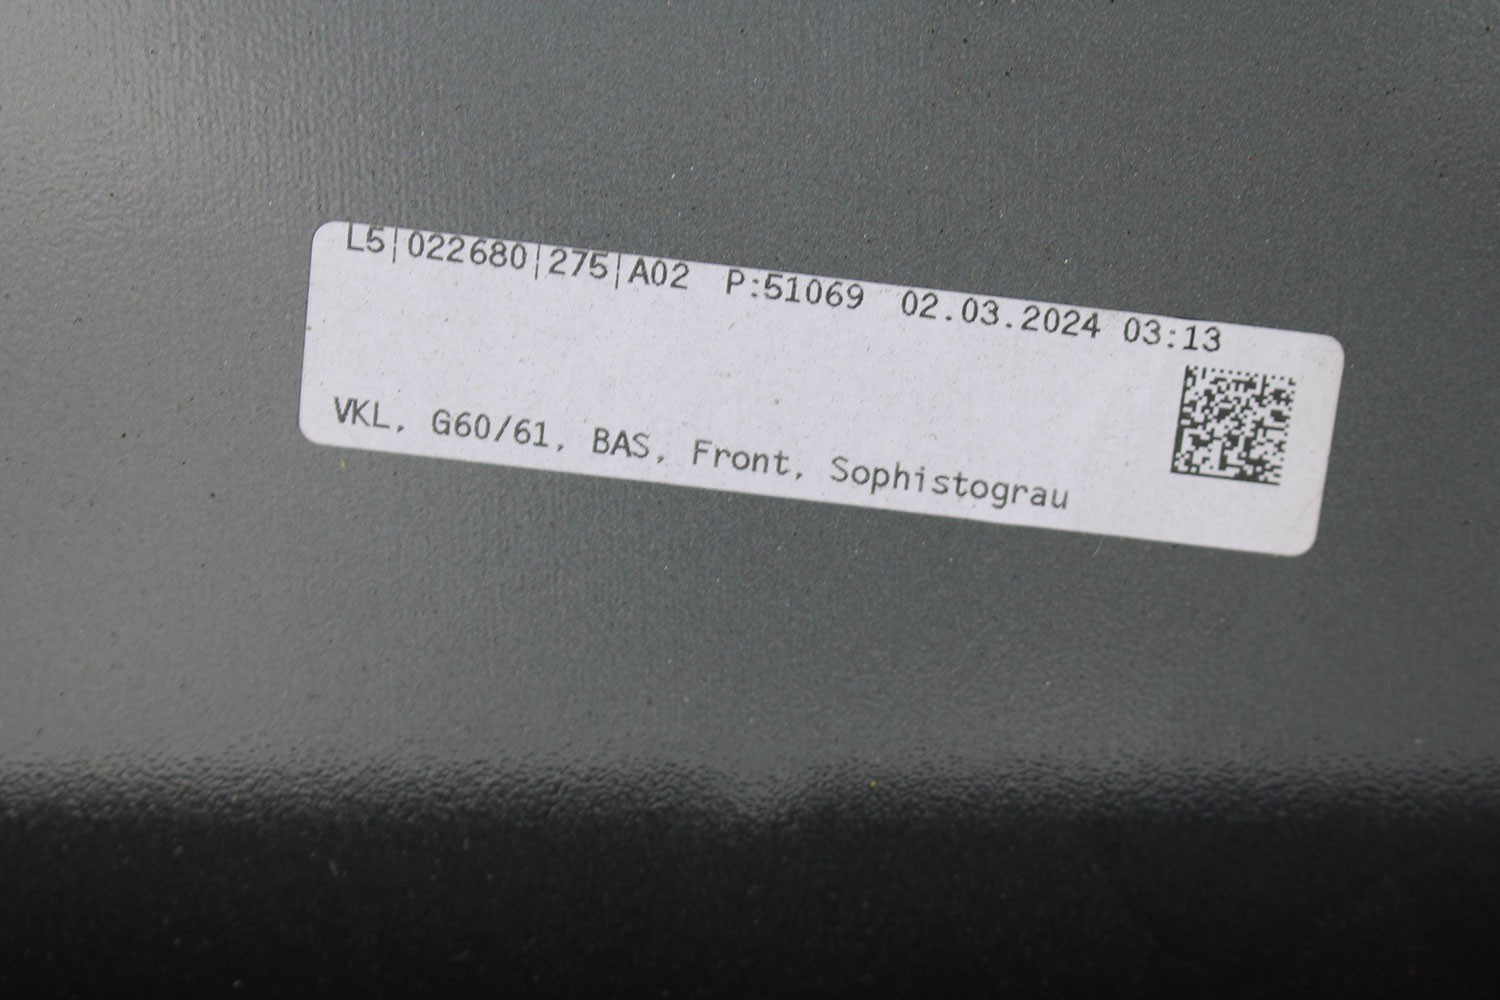 L5|022680|275|A02 P:51069 02.03.2024 03:13
VKL, G60/61, BAS, Front, Sophistograu